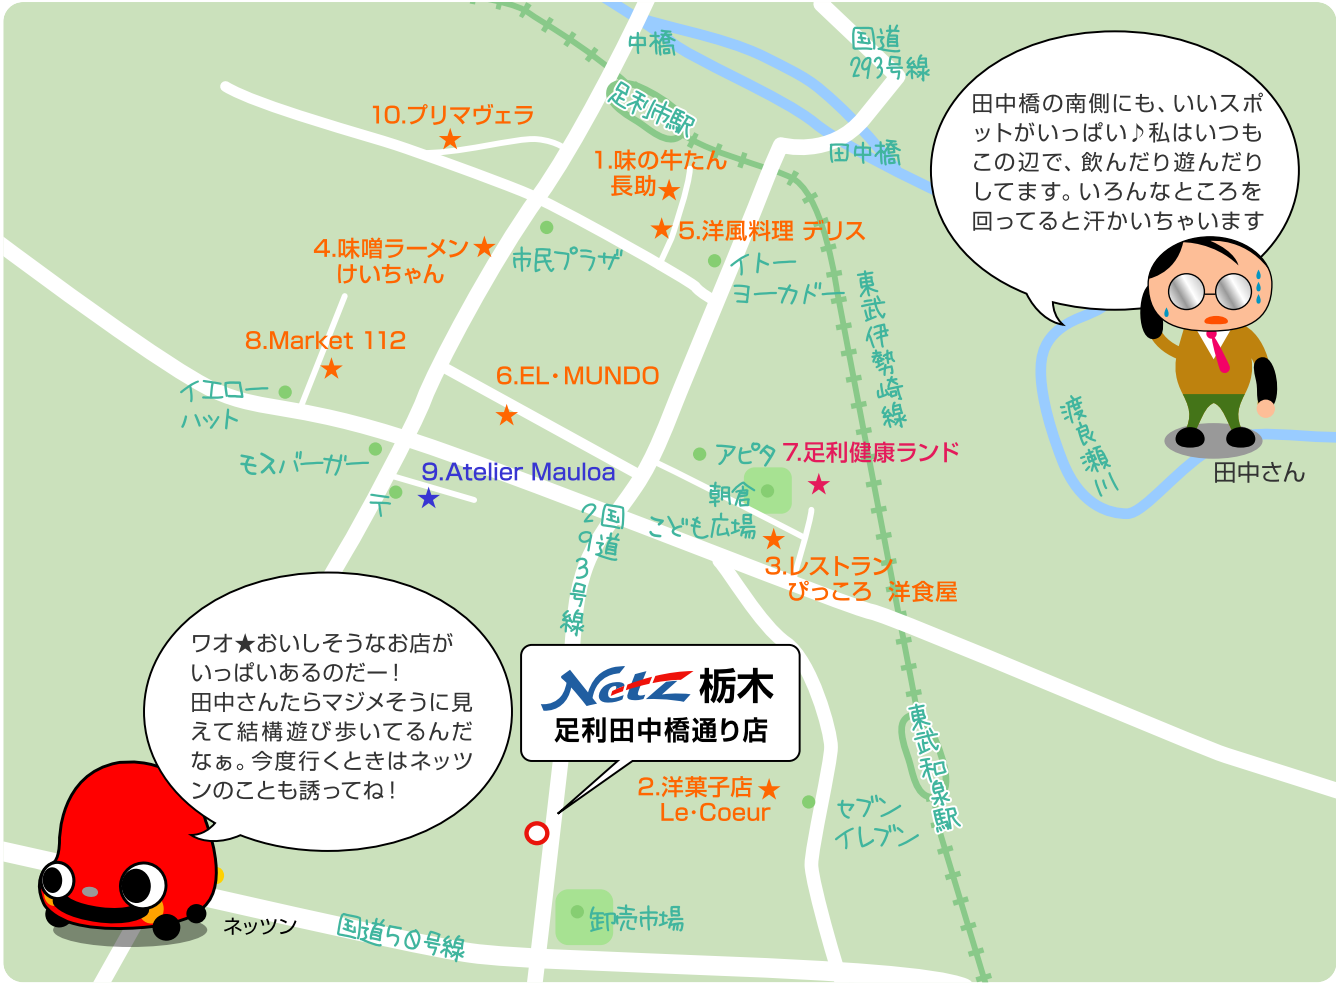 中橋
国道
293号線
足利市駅
田中橋
田中橋の南側にも、いいスポ
ットがいっぱい♪私はいつも
この辺で、飲んだり遊んだり
してます。いろんなところを
回ってると汗かいちゃいます
田中さん
10.プリマヴェラ
1.味の牛たん
長助★
★5.洋風料理 デリス
4.味噌ラーメン★
けいちゃん
市民プラザ
イトー
ヨーカドー
東武伊勢崎線
8.Market 112
6.EL・MUNDO
イエロー
ハット
モスバーガー
9.Atelier Mauloa
アピタ
7.足利健康ランド
朝倉
こども広場
渡良瀬川
国道
293号線
3.レストラン
ぴっころ 洋食屋
ワオ★おいしそうなお店が
いっぱいあるのだー!
田中さんたらマジメそうに見
えて結構遊び歩いてるんだ
なぁ。今度行くときはネッツ
ンのことも誘ってね!
ネッツン
Netz 栃木
足利田中橋通り店
東武和泉駅
2.洋菓子店★
Le・Coeur
セブン
イレブン
卸売市場
国道50号線